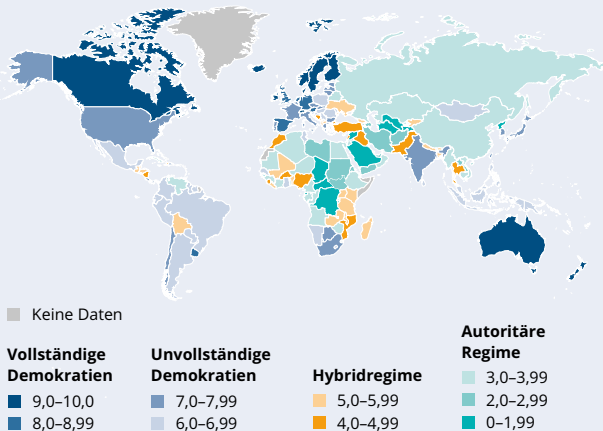 Keine Daten
Vollständige
Demokratien
9,0–10,0
8,0–8,99
Unvollständige
Demokratien
7,0–7,99
6,0–6,99
Hybridregime
5,0–5,99
4,0–4,99
Autoritäre
Regime
3,0–3,99
2,0–2,99
0–1,99